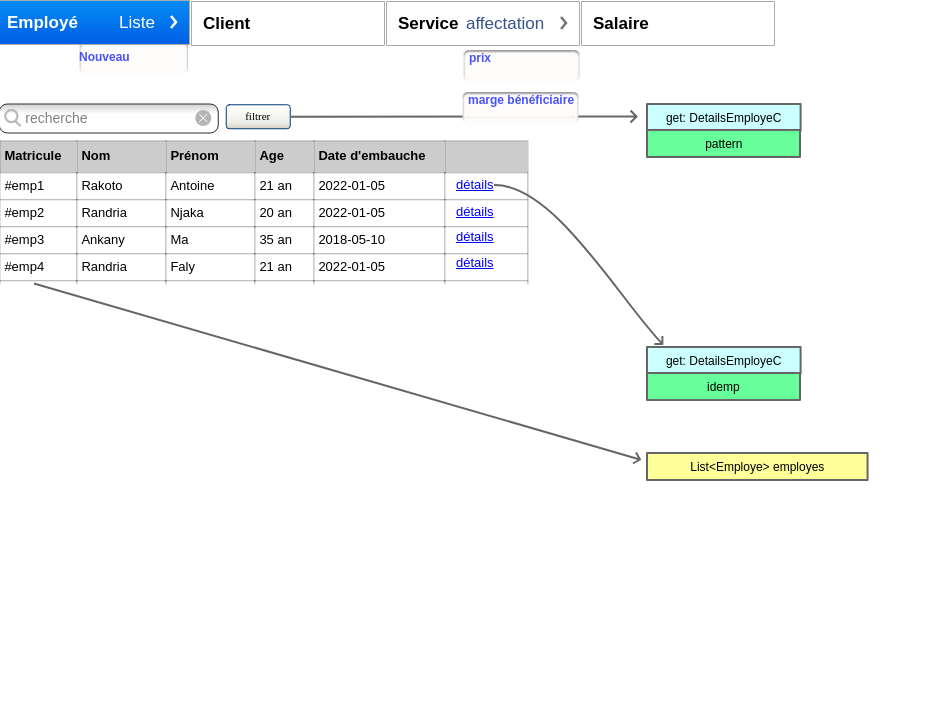 Employé Liste Client Service affectation Salaire
Nouveau
prix
marge bénéficiaire
recherche filtrer
get: DetailsEmployeC
pattern
Matricule Nom Prénom Age Date d'embauche
#emp1 Rakoto Antoine 21 an 2022-01-05 détails
#emp2 Randria Njaka 20 an 2022-01-05 détails
#emp3 Ankany Ma 35 an 2018-05-10 détails
#emp4 Randria Faly 21 an 2022-01-05 détails
get: DetailsEmployeC
idemp
List<Employe> employes